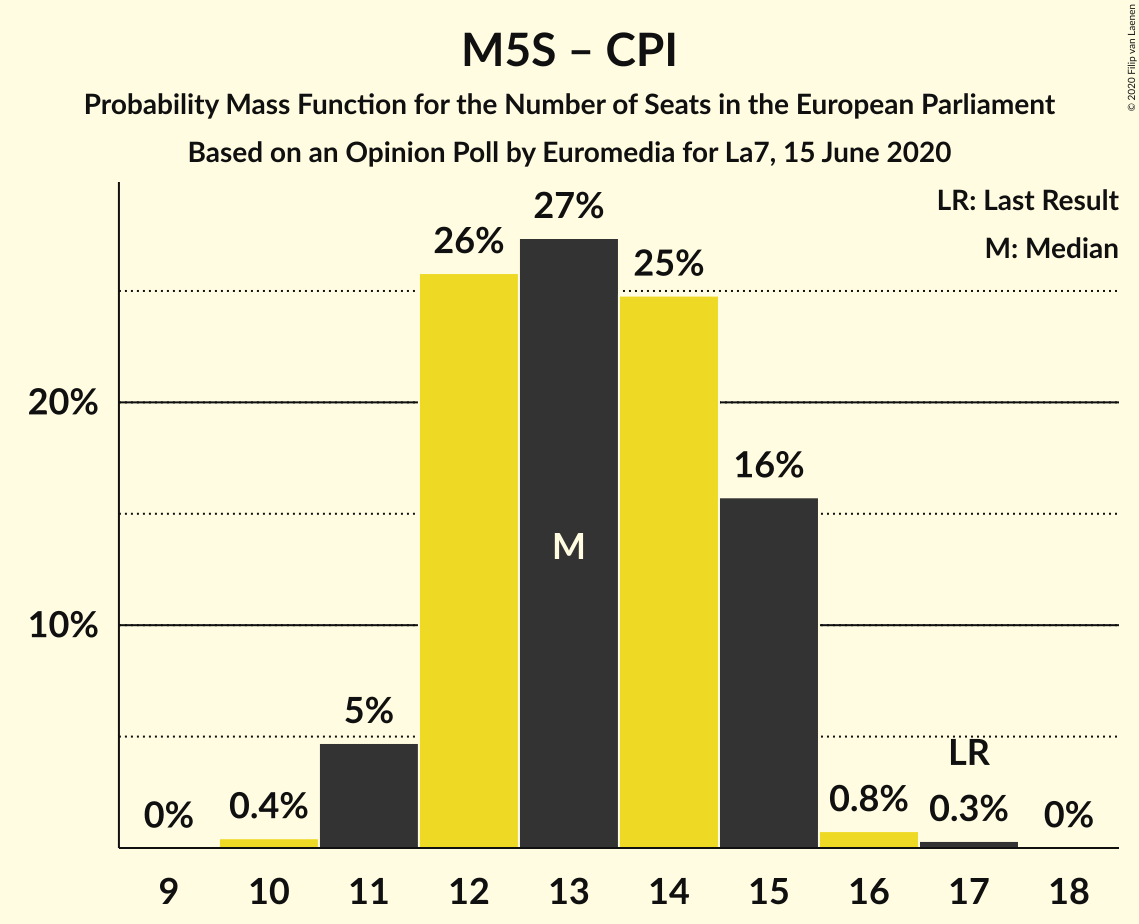 M5S – CPI
Probability Mass Function for the Number of Seats in the European Parliament
Based on an Opinion Poll by Euromedia for La7, 15 June 2020
© 2020 Filip van Laenen
LR: Last Result
M: Median
27%
26%
25%
20%
16%
M
10%
5%
LR
0%
0.4%
0.8%
0.3%
0%
9 10 11 12 13 14 15 16 17 18